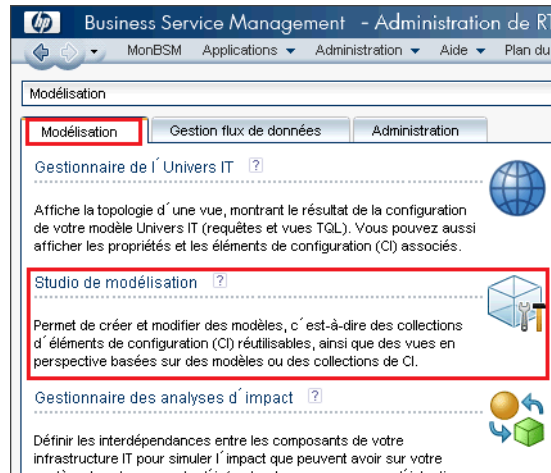 hp Business Service Management - Administration de RT
MonBSM Applications Administration Aide Plan du
Modélisation
Modélisation Gestion flux de données Administration
Gestionnaire de l´Univers IT ?
Affiche la topologie d´une vue, montrant le résultat de la configuration
de votre modèle Univers IT (requêtes et vues TQL). Vous pouvez aussi
afficher les propriétés et les éléments de configuration (CI) associés.
Studio de modélisation ?
Permet de créer et modifier des modèles, c´est-à-dire des collections
d´éléments de configuration (CI) réutilisables, ainsi que des vues en
perspective basées sur des modèles ou des collections de CI.
Gestionnaire des analyses d´impact ?
Définir les interdépendances entre les composants de votre
infrastructure IT pour simuler l´impact que peuvent avoir sur votre